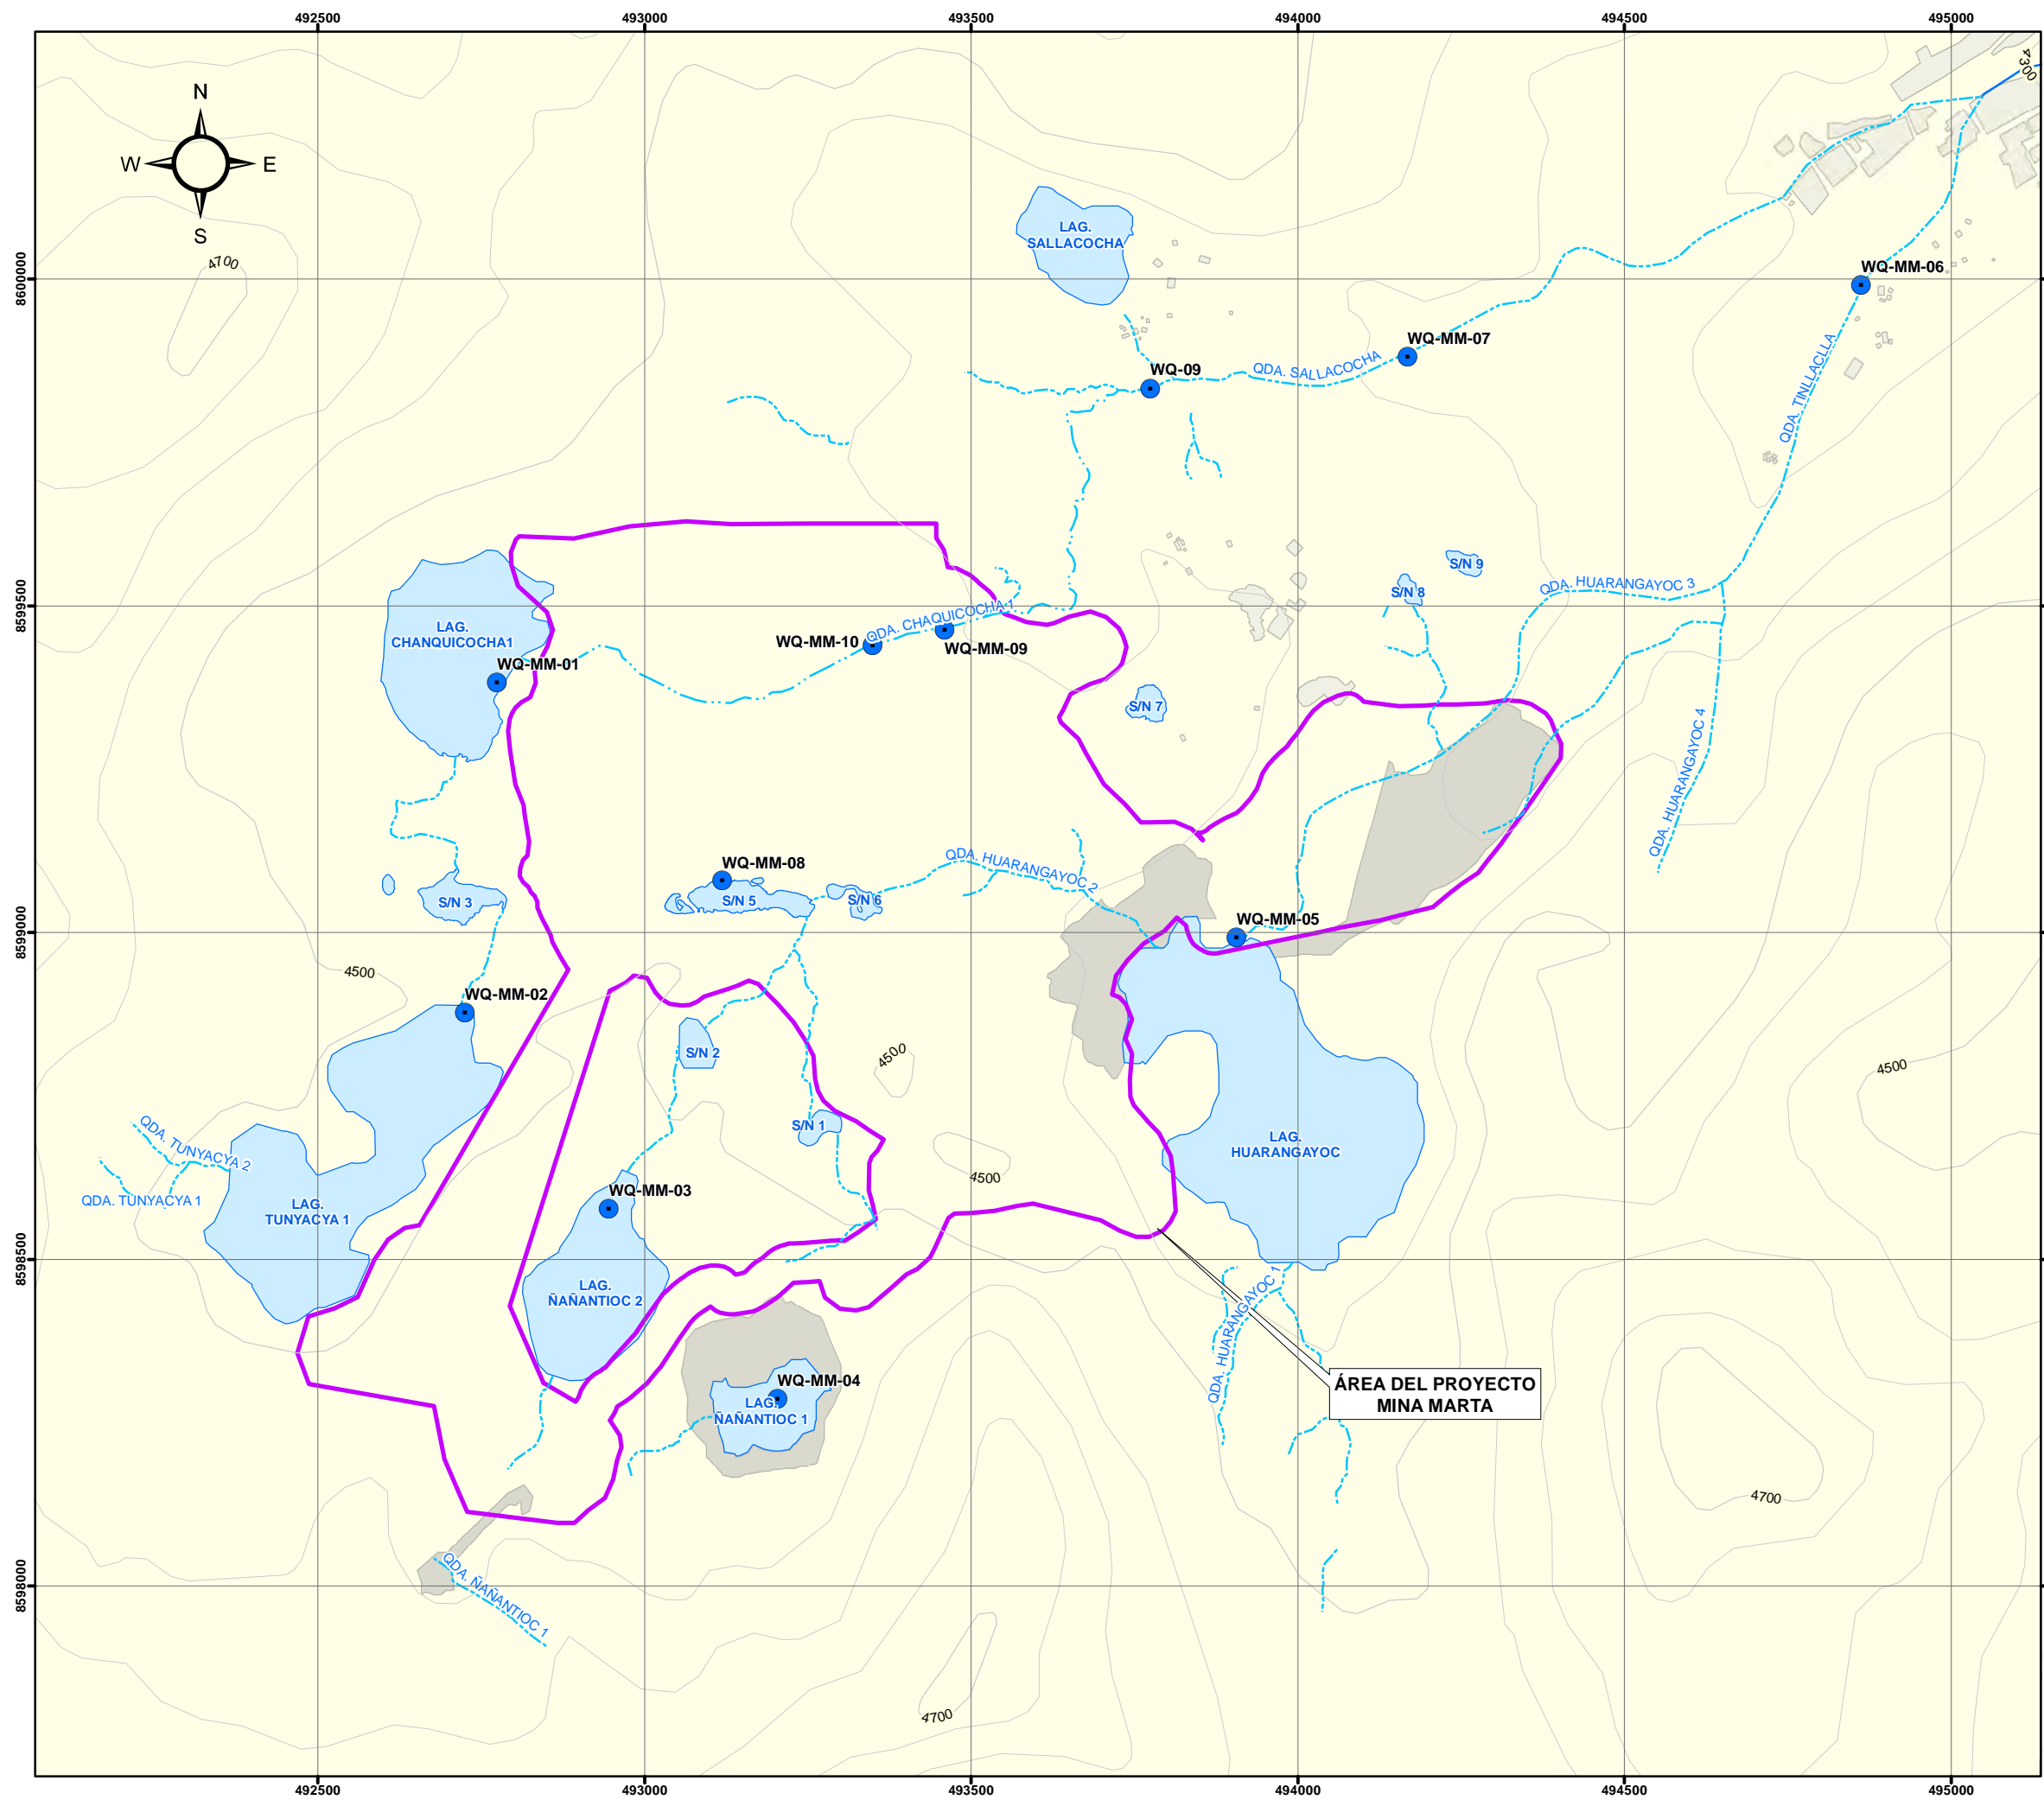 492500 493000 493500 494000 494500 495000
4300
N
W E
S
4700
LAG.
SALLACOCHA
8600000
WQ-MM-06
WQ-MM-07
QDA. SALLACOCHA
WQ-09
QDA. TINLLACLLA
S/N 9
QDA. HUARANGAYOC 3
S/N 8
8599500
QDA. CHAQUICOCHA 1
LAG.
CHANQUICOCHA1
WQ-MM-10
WQ-MM-09
WQ-MM-01
S/N 7
QDA. HUARANGAYOC 4
WQ-MM-08
QDA. HUARANGAYOC 2
S/N 3
S/N 5
S/N 6
WQ-MM-05
8599000
4500
WQ-MM-02
S/N 2
4500
4500
QDA. TUNYACYA 2
S/N 1
LAG.
HUARANGAYOC
4500
WQ-MM-03
QDA. TUNYACYA 1
LAG.
TUNYACYA 1
8598500
LAG.
ÑAÑANTIOC 2
QDA. HUARANGAYOC 1
WQ-MM-04
ÁREA DEL PROYECTO
MINA MARTA
LAG.
ÑAÑANTIOC 1
4700
8598000
QDA. ÑAÑANTIOC 1
4700
492500 493000 493500 494000 494500 495000